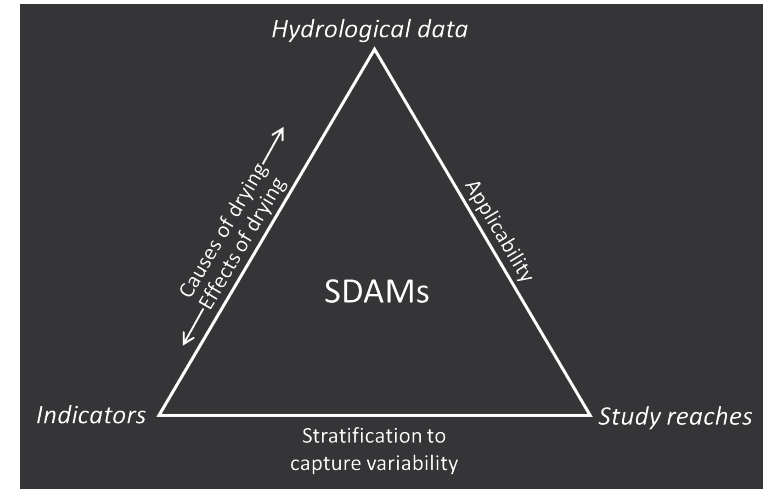 Hydrological data
Causes of drying
Effects of drying
Applicability
SDAMs
Indicators
Study reaches
Stratification to
capture variability